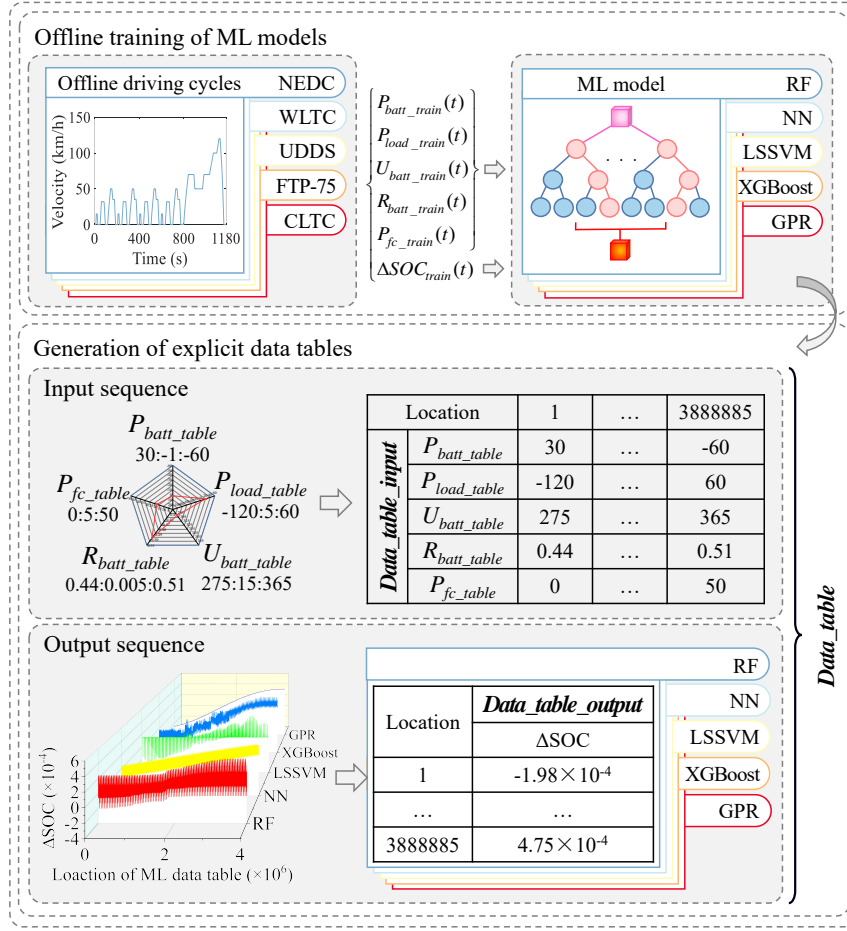 Offline training of ML models
Offline driving cycles NEDC
WLTC
UDDS
FTP-75
CLTC
Velocity (km/h)
150
100
50
0
0 400 800 1180
Time (s)
P_batt_train(t)
P_load_train(t)
U_batt_train(t)
R_batt_train(t)
P_fc_train(t)
ΔSOC_train(t)
ML model RF
NN
LSSVM
XGBoost
GPR
. . .
Generation of explicit data tables
Input sequence
P_batt_table
30:-1:-60
P_fc_table
0:5:50
P_load_table
-120:5:60
R_batt_table
0.44:0.005:0.51
U_batt_table
275:15:365
Location 1 … 3888885
Data_table_input
P_batt_table 30 … -60
P_load_table -120 … 60
U_batt_table 275 … 365
R_batt_table 0.44 … 0.51
P_fc_table 0 … 50
Data_table
Output sequence
ΔSOC (×10⁻⁴)
6
4
2
0
-2
-4
0 2 4
Loaction of ML data table (×10⁶)
GPR
XGBoost
LSSVM
NN
RF
RF
NN
LSSVM
XGBoost
GPR
Location Data_table_output
ΔSOC
1 -1.98×10⁻⁴
… …
3888885 4.75×10⁻⁴